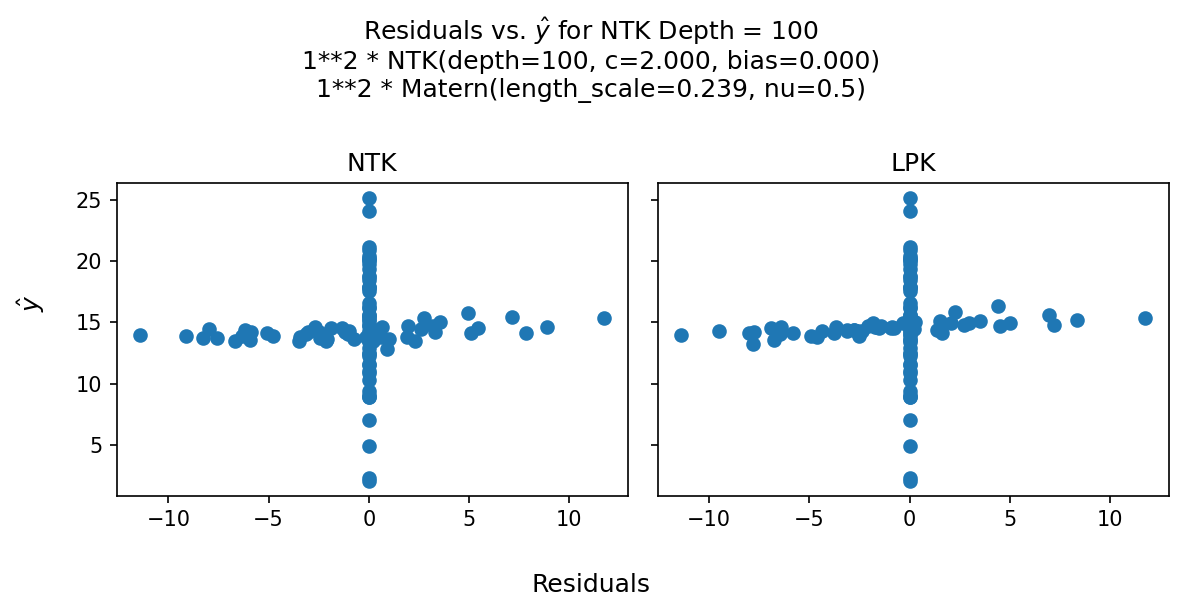 Residuals vs. ŷ for NTK Depth = 100
1**2 * NTK(depth=100, c=2.000, bias=0.000)
1**2 * Matern(length_scale=0.239, nu=0.5)
NTK
LPK
25
20
15
10
5
ŷ
−10 −5 0 5 10
−10 −5 0 5 10
Residuals